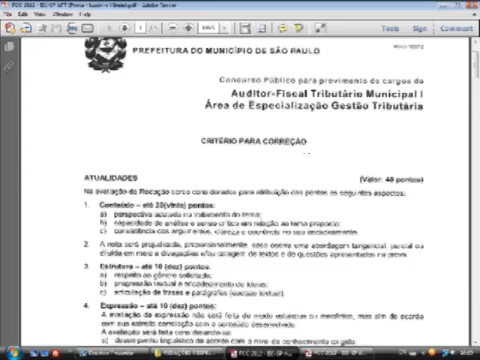 Edit View Window Help
Tools Sign Comment
PREFEITURA DO MUNICÍPIO DE SÃO PAULO
Concurso Público para provimento de cargos de
Auditor-Fiscal Tributário Municipal I
Área de Especialização Gestão Tributária
CRITÉRIO PARA CORREÇÃO
ATUALIDADES (Valor: 40 pontos)
Na avaliação da Redação serão considerados para atribuição dos pontos os seguintes aspectos:
1. Conteúdo – até 20(vinte) pontos:
a) perspectiva adotada no tratamento do tema;
b) capacidade de análise e senso crítico em relação ao tema proposto;
c) consistência dos argumentos, clareza e coerência no seu encadeamento.
2. A nota será prejudicada, proporcionalmente, caso ocorra uma abordagem tangencial, parcial ou
diluída em meio a divagações e/ou colagem de textos e de questões apresentados na prova.
3. Estrutura – até 10 (dez) pontos:
a) respeito ao gênero solicitado;
b) progressão textual e encadeamento de ideias;
c) articulação de frases e parágrafos (coesão textual).
4. Expressão – até 10 (dez) pontos:
A avaliação da expressão não será feita de modo estanque ou mecânico, mas sim de acordo
com sua estreita correlação com o conteúdo desenvolvido.
A avaliação será feita considerando-se:
a) desempenho linguístico de acordo com o nível de conhecimento exigido